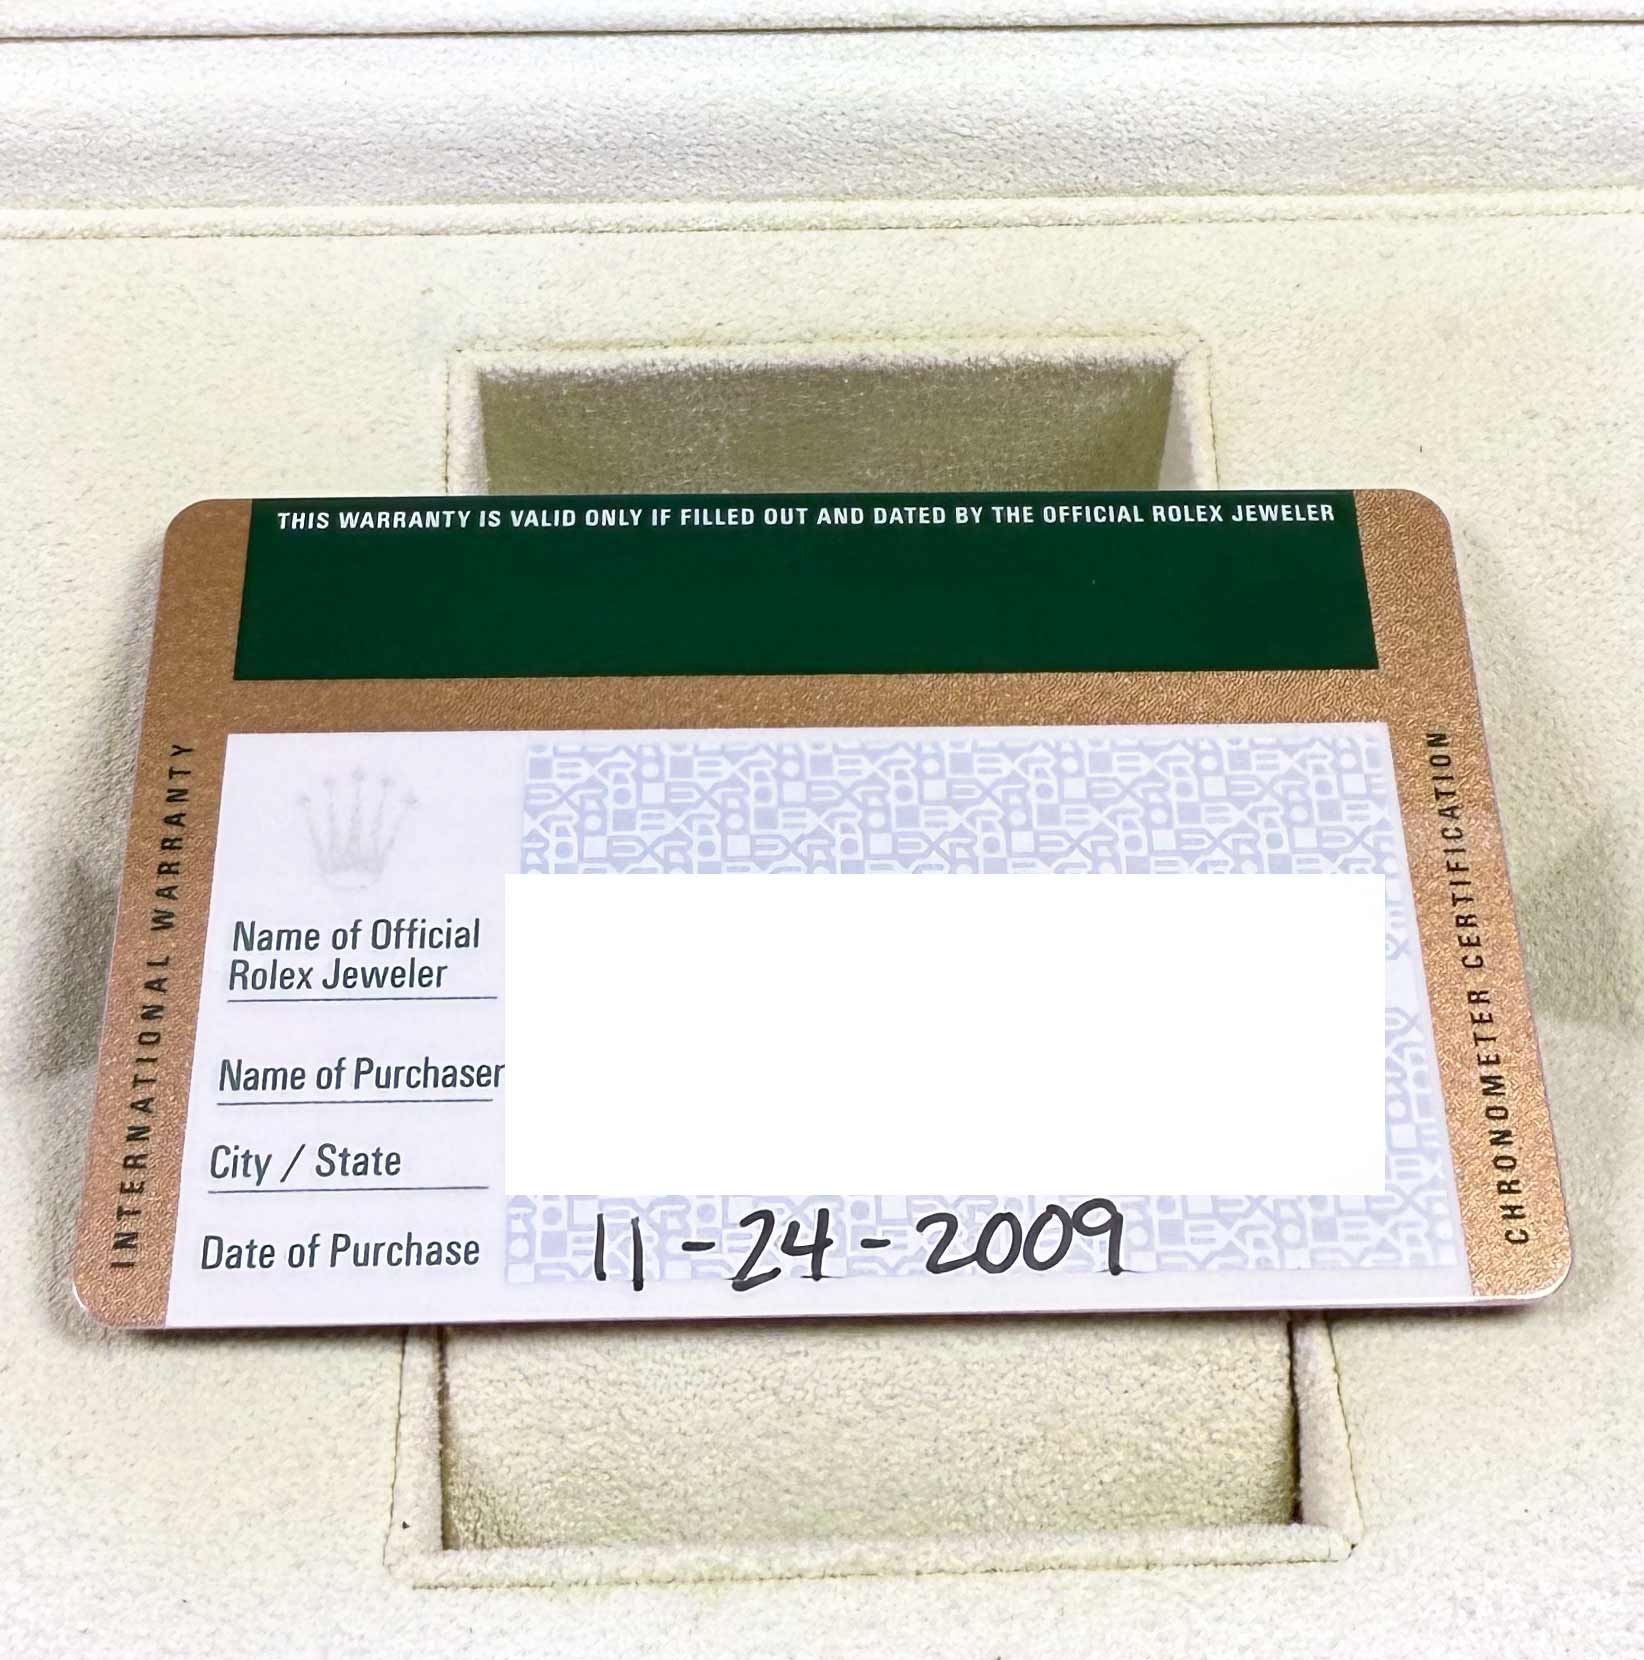 THIS WARRANTY IS VALID ONLY IF FILLED OUT AND DATED BY THE OFFICIAL ROLEX JEWELER
INTERNATIONAL WARRANTY
Name of Official
Rolex Jeweler
Name of Purchaser
City / State
Date of Purchase 11-24-2009
CHRONOMETER CERTIFICATION